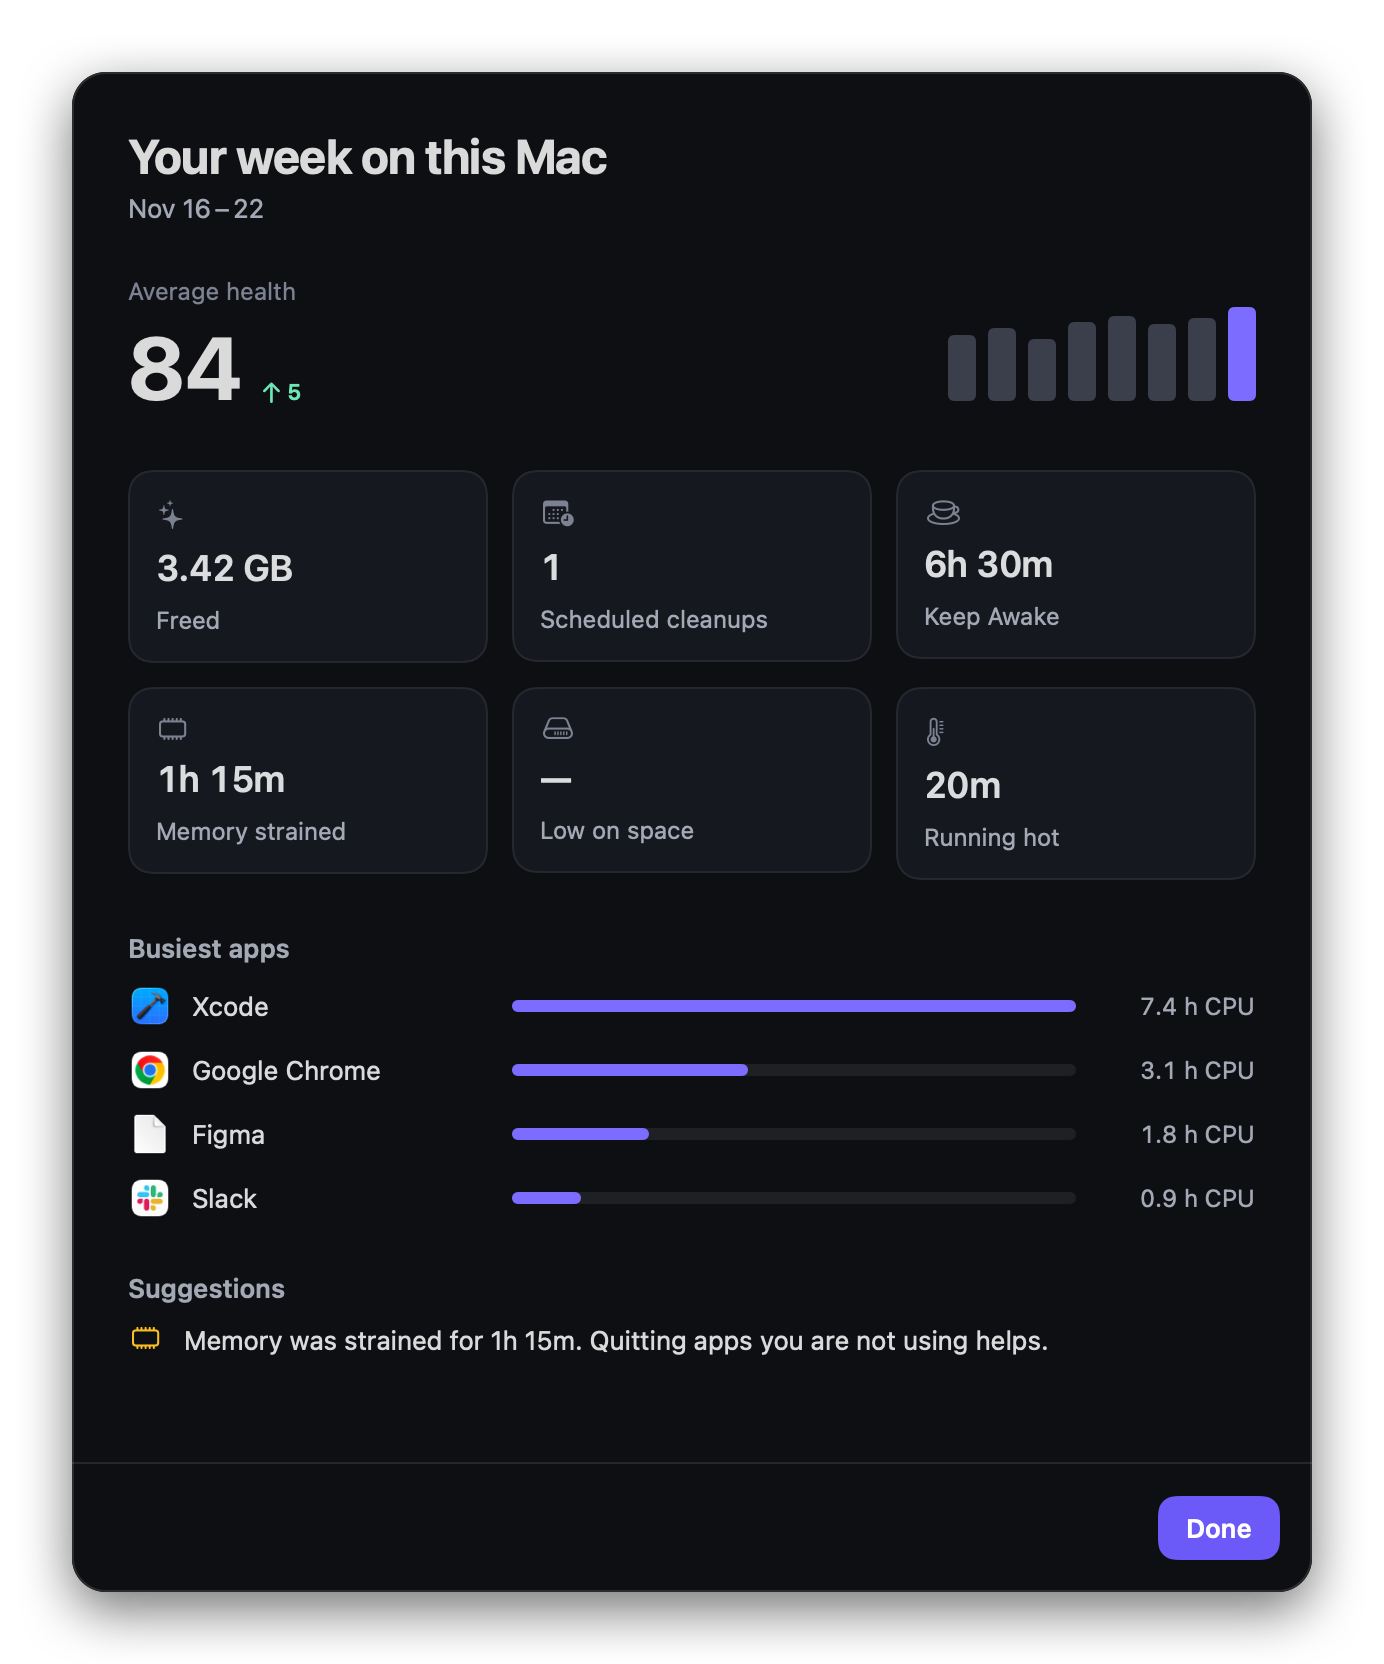 Your week on this Mac
Nov 16 – 22
Average health
84 ↑ 5
3.42 GB
Freed
1
Scheduled cleanups
6h 30m
Keep Awake
1h 15m
Memory strained
—
Low on space
20m
Running hot
Busiest apps
Xcode 7.4 h CPU
Google Chrome 3.1 h CPU
Figma 1.8 h CPU
Slack 0.9 h CPU
Suggestions
Memory was strained for 1h 15m. Quitting apps you are not using helps.
Done